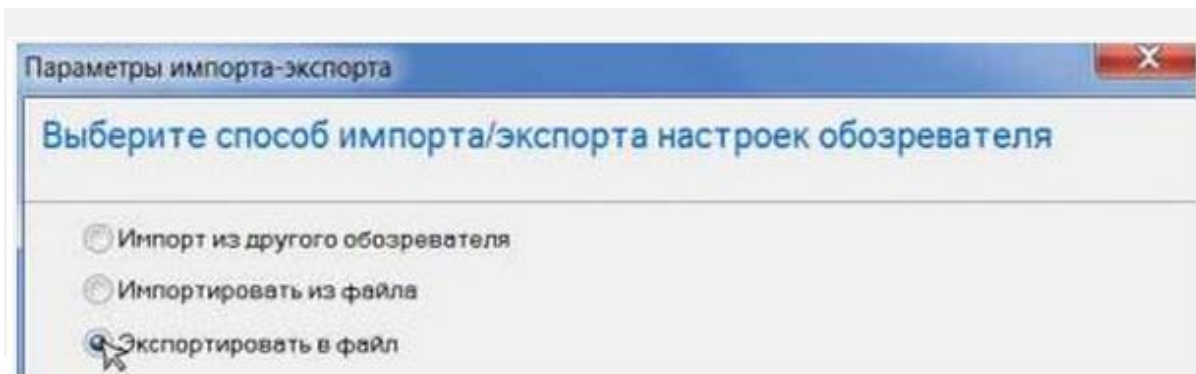 Параметры импорта-экспорта
Выберите способ импорта/экспорта настроек обозревателя
Импорт из другого обозревателя
Импортировать из файла
Экспортировать в файл